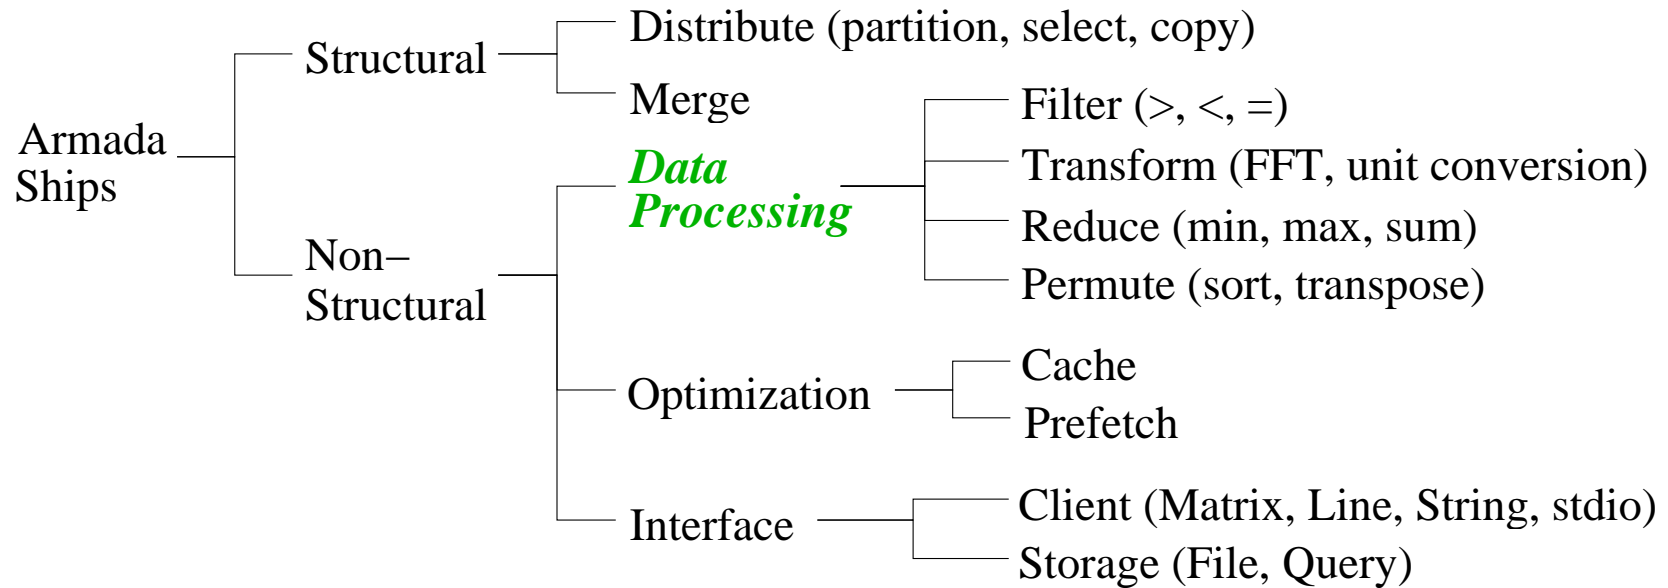 Armada
Ships
Structural
Distribute (partition, select, copy)
Merge
Non−
Structural
Data
Processing
Filter (>, <, =)
Transform (FFT, unit conversion)
Reduce (min, max, sum)
Permute (sort, transpose)
Optimization
Cache
Prefetch
Interface
Client (Matrix, Line, String, stdio)
Storage (File, Query)